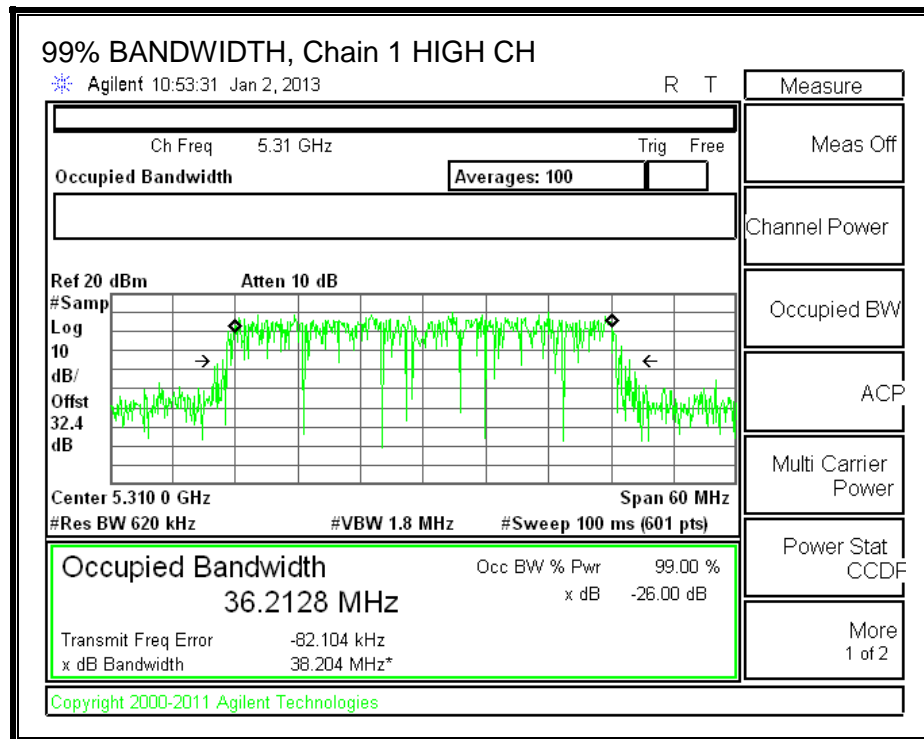 99% BANDWIDTH, Chain 1 HIGH CH
Agilent 10:53:31 Jan 2, 2013 R T
Measure
Meas Off
Channel Power
Occupied BW
ACP
Multi Carrier
Power
Power Stat
CCDF
More
1 of 2
Ch Freq 5.31 GHz Trig Free
Occupied Bandwidth Averages: 100
Ref 20 dBm Atten 10 dB
#Samp
Log
10
dB/
Offst
32.4
dB
Center 5.310 0 GHz Span 60 MHz
#Res BW 620 kHz #VBW 1.8 MHz #Sweep 100 ms (601 pts)
Occupied Bandwidth Occ BW % Pwr 99.00 %
36.2128 MHz x dB -26.00 dB
Transmit Freq Error -82.104 kHz
x dB Bandwidth 38.204 MHz*
Copyright 2000-2011 Agilent Technologies